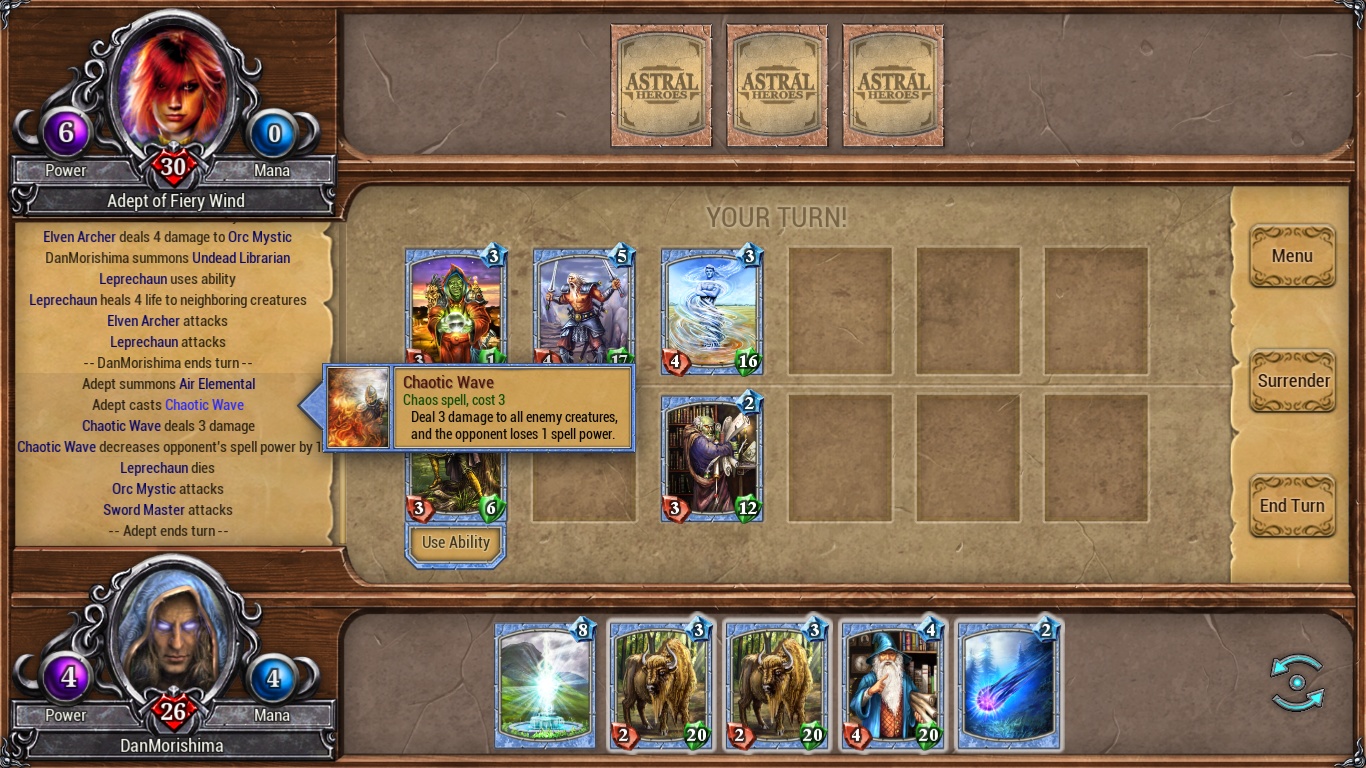 ASTRAL HEROES
ASTRAL HEROES
ASTRAL HEROES
6
0
Power
30
Mana
Adept of Fiery Wind
YOUR TURN!
Elven Archer deals 4 damage to Orc Mystic
DanMorishima summons Undead Librarian
Leprechaun uses ability
Leprechaun heals 4 life to neighboring creatures
Elven Archer attacks
Leprechaun attacks
-- DanMorishima ends turn --
Adept summons Air Elemental
Adept casts Chaotic Wave
Chaotic Wave deals 3 damage
Chaotic Wave decreases opponent's spell power by 1
Leprechaun dies
Orc Mystic attacks
Sword Master attacks
-- Adept ends turn --
3
5
3
3
1
4
17
4
16
Chaotic Wave
Chaos spell, cost 3
Deal 3 damage to all enemy creatures,
and the opponent loses 1 spell power.
2
3
6
3
12
Use Ability
Menu
Surrender
End Turn
4
4
Power
26
Mana
DanMorishima
8
3
3
4
2
2
20
2
20
4
20